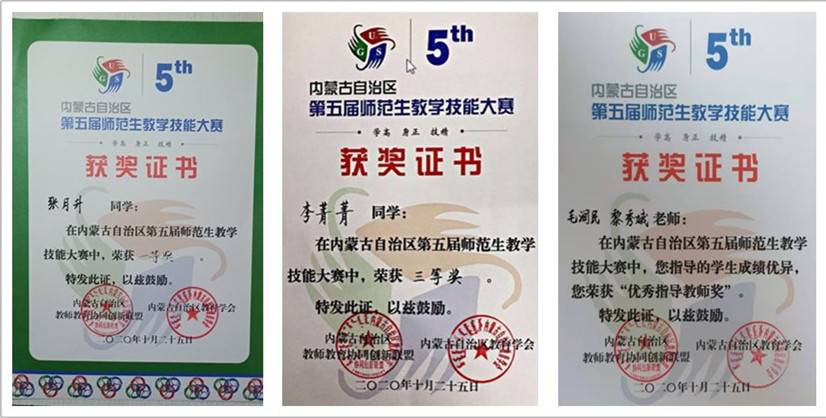 GUS
5th
内蒙古自治区
第五届师范生教学技能大赛
学高 身正 技精
获奖证书
张月升 同学:
在内蒙古自治区第五届师范生教学
技能大赛中，荣获 一等奖 。
特发此证，以兹鼓励。
内蒙古自治区 内蒙古自治区教育学会
教师教育协同创新联盟
二〇二〇年十月二十五日
GUS
5th
内蒙古自治区
第五届师范生教学技能大赛
学高 身正 技精
获奖证书
李菁菁 同学:
在内蒙古自治区第五届师范生教学
技能大赛中，荣获 三等奖 。
特发此证，以兹鼓励。
内蒙古自治区 内蒙古自治区教育学会
教师教育协同创新联盟
二〇二〇年十月二十五日
GUS
5th
内蒙古自治区
第五届师范生教学技能大赛
学高 身正 技精
获奖证书
毛润民 黎秀斌 老师:
在内蒙古自治区第五届师范生教学
技能大赛中，您指导的学生成绩优异，
您荣获“优秀指导教师奖”。
特发此证，以兹鼓励。
内蒙古自治区 内蒙古自治区教育学会
教师教育协同创新联盟
二〇二〇年十月二十五日